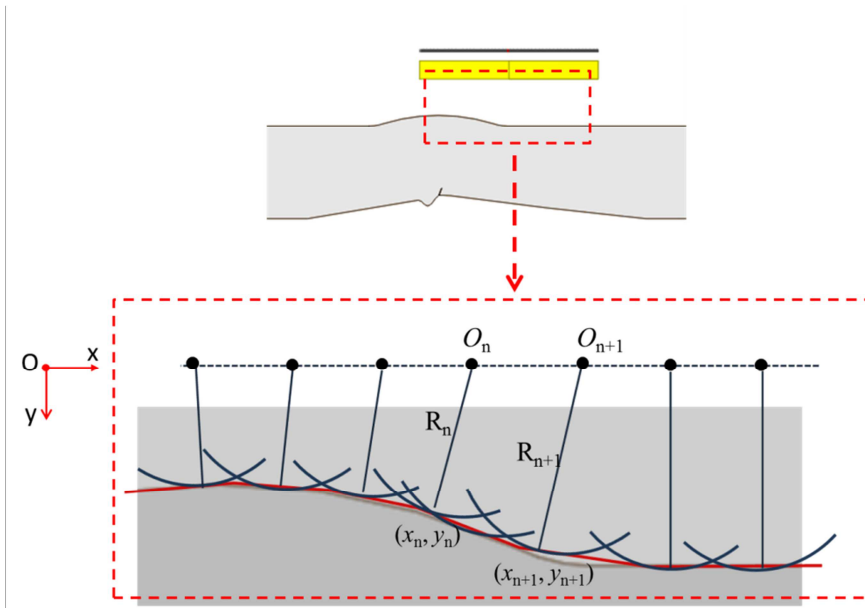 O
x
y
Oₙ
Oₙ₊₁
Rₙ
Rₙ₊₁
(xₙ, yₙ)
(xₙ₊₁, yₙ₊₁)